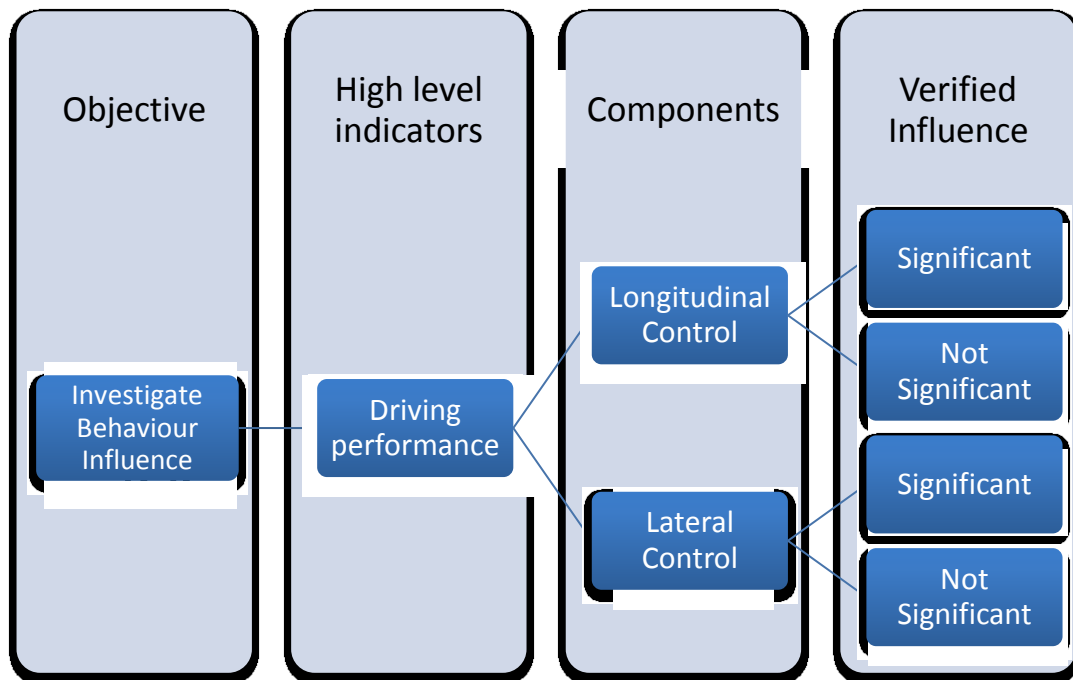 Objective
High level
indicators
Components
Verified
Influence
Investigate
Behaviour
Influence
Driving
performance
Longitudinal
Control
Lateral
Control
Significant
Not
Significant
Significant
Not
Significant